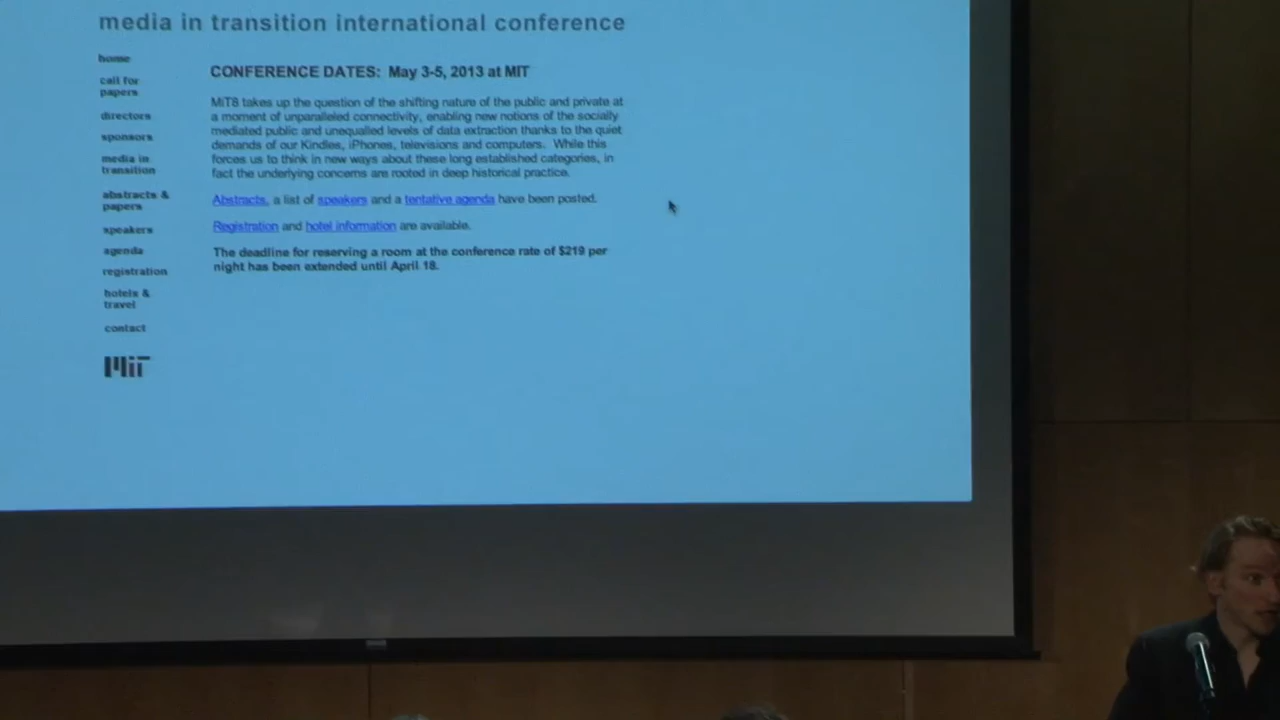 media in transition international conference
home
call for
papers
directors
sponsors
media in
transition
abstracts &
papers
speakers
agenda
registration
hotels &
travel
contact
MIT
CONFERENCE DATES: May 3-5, 2013 at MIT
MiT8 takes up the question of the shifting nature of the public and private at
a moment of unparalleled connectivity, enabling new notions of the socially
mediated public and unequalled levels of data extraction thanks to the quiet
demands of our Kindles, iPhones, televisions and computers. While this
forces us to think in new ways about these long established categories, in
fact the underlying concerns are rooted in deep historical practice.
Abstracts, a list of speakers and a tentative agenda have been posted.
Registration and hotel information are available.
The deadline for reserving a room at the conference rate of $219 per
night has been extended until April 18.